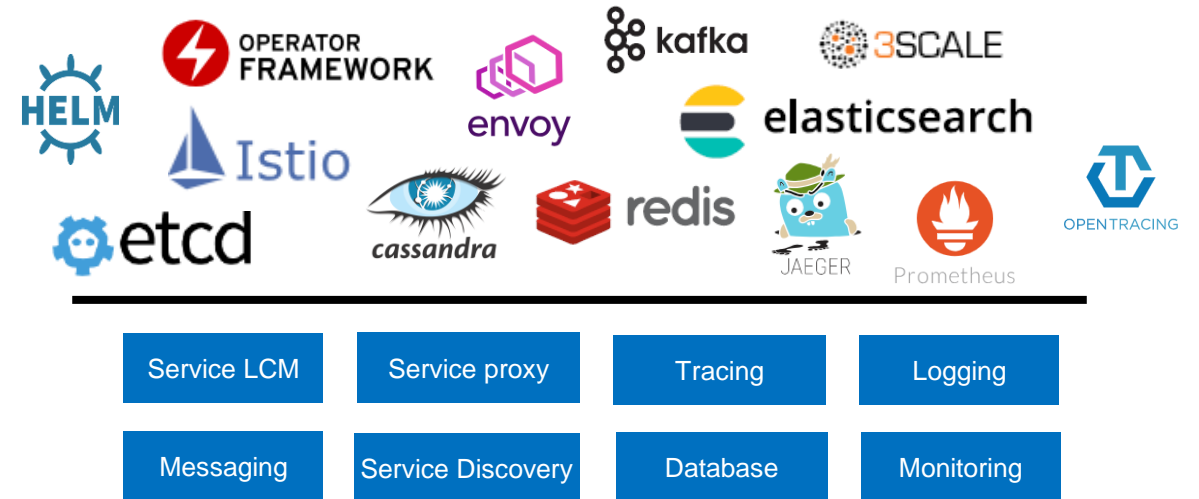 HELM
OPERATOR
FRAMEWORK
envoy
kafka
3SCALE
Istio
elasticsearch
etcd
cassandra
redis
JAEGER
Prometheus
OPENTRACING
Service LCM
Service proxy
Tracing
Logging
Messaging
Service Discovery
Database
Monitoring